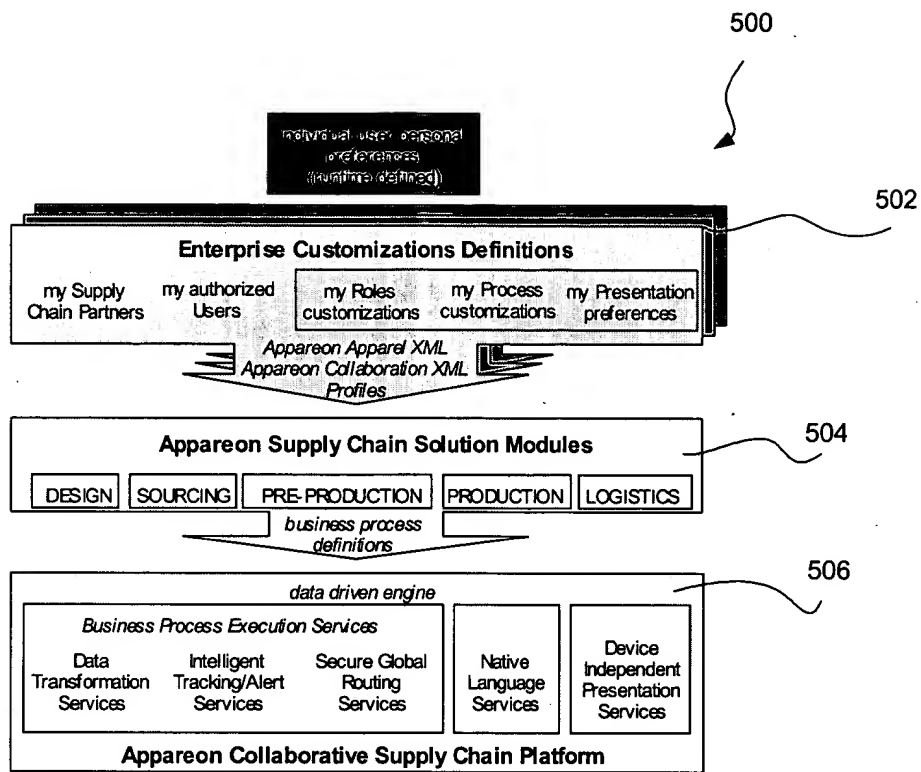 500
individual user personal
preferences
(runtime defined)
502
Enterprise Customizations Definitions
my Supply
Chain Partners
my authorized
Users
my Roles
customizations
my Process
customizations
my Presentation
preferences
Appareon Apparel XML
Appareon Collaboration XML
Profiles
504
Appareon Supply Chain Solution Modules
DESIGN
SOURCING
PRE-PRODUCTION
PRODUCTION
LOGISTICS
business process
definitions
506
data driven engine
Business Process Execution Services
Data
Transformation
Services
Intelligent
Tracking/Alert
Services
Secure Global
Routing
Services
Native
Language
Services
Device
Independent
Presentation
Services
Appareon Collaborative Supply Chain Platform